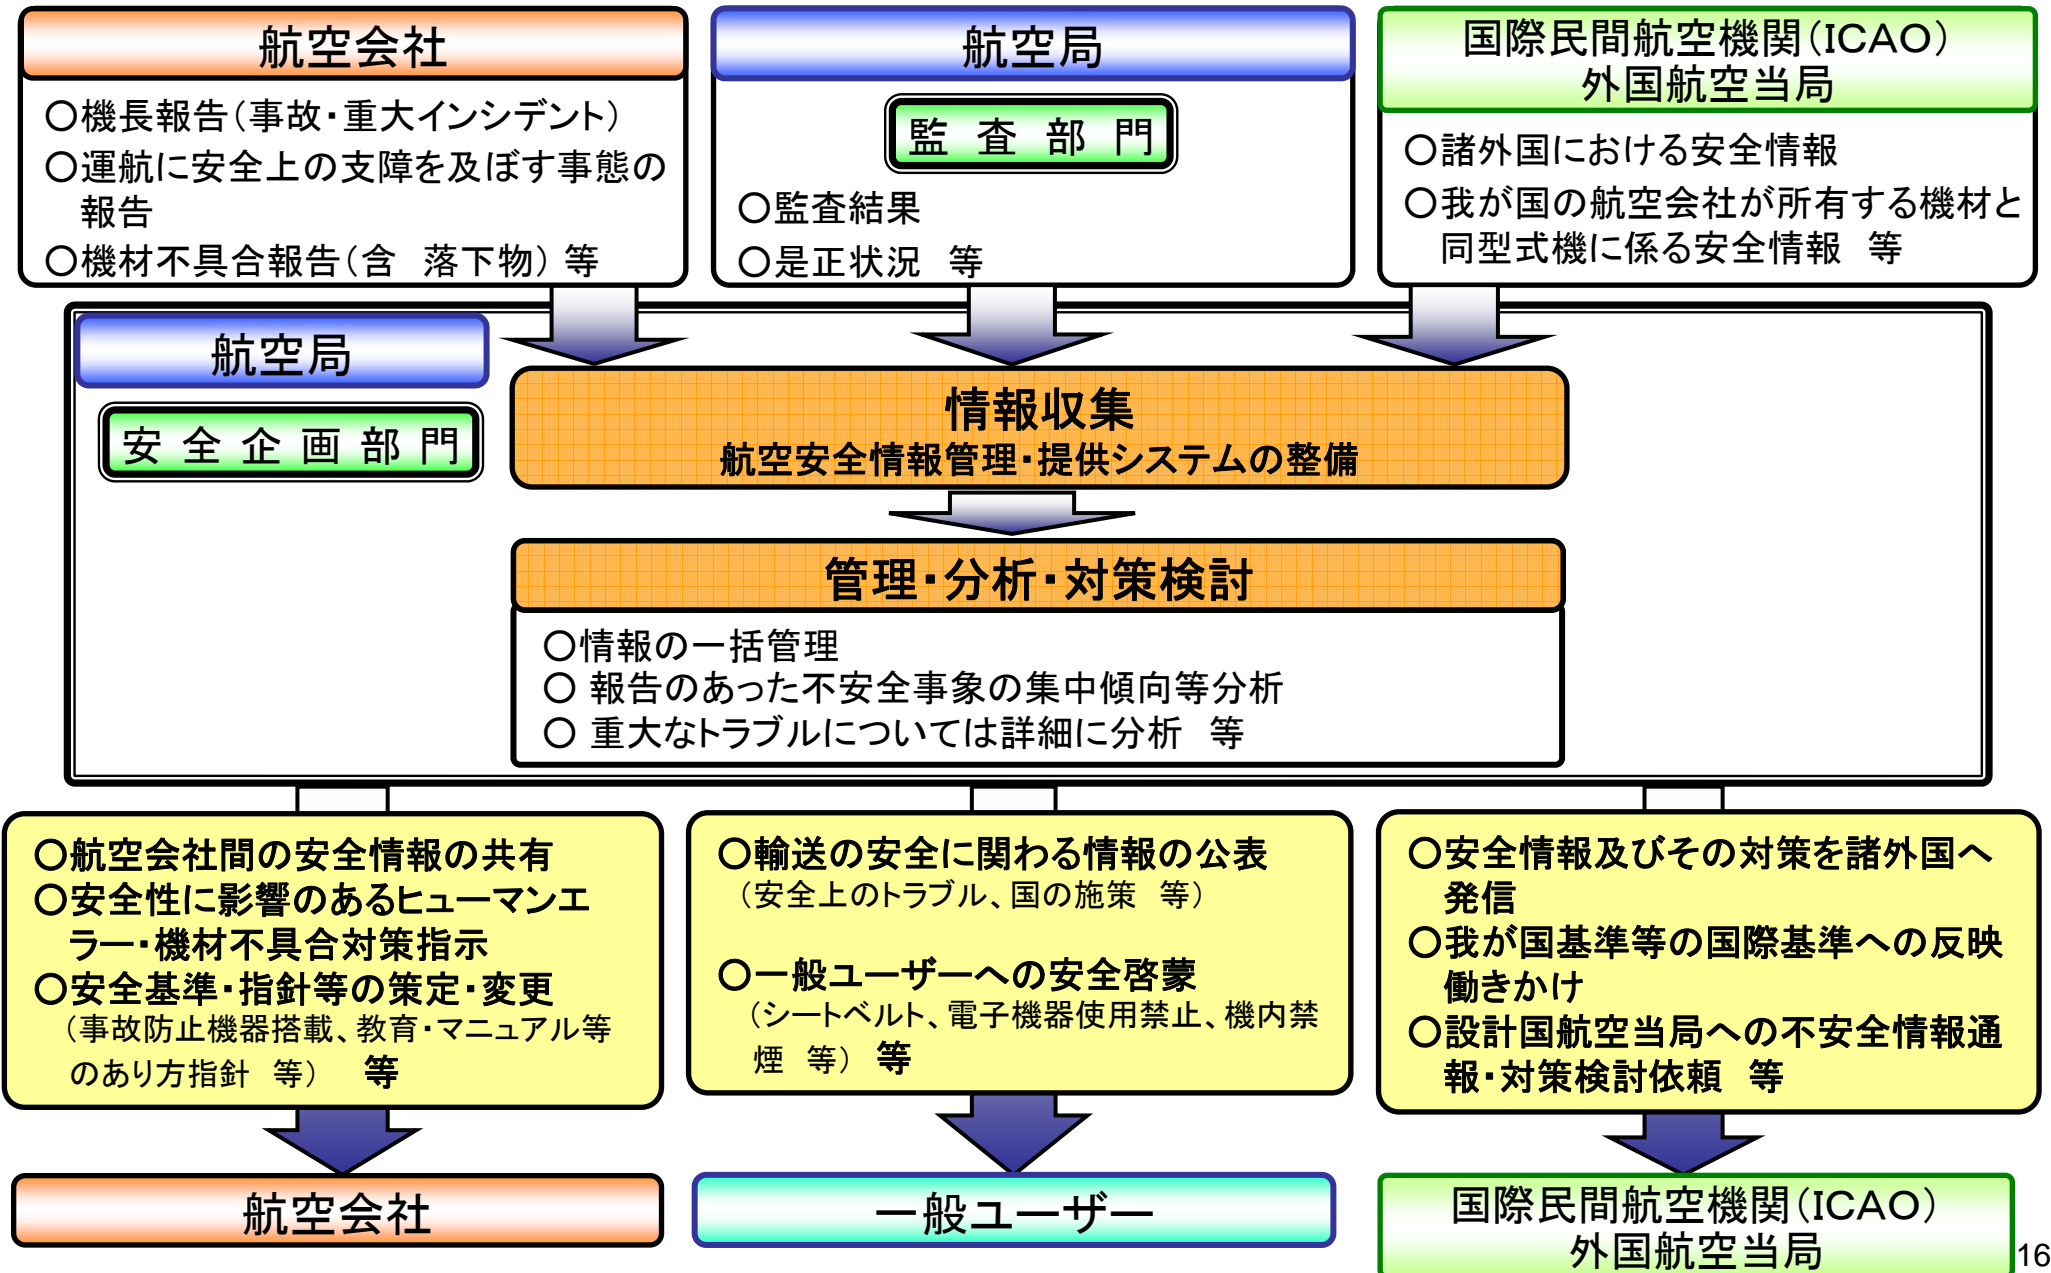 航空会社
○機長報告（事故・重大インシデント）
○運航に安全上の支障を及ぼす事態の
報告
○機材不具合報告（含　落下物） 等
航空局
監 査 部 門
○監査結果
○是正状況　等
国際民間航空機関（ICAO）
外国航空当局
○諸外国における安全情報
○我が国の航空会社が所有する機材と
同型式機に係る安全情報　等
航空局
安 全 企 画 部 門
情報収集
航空安全情報管理・提供システムの整備
管理・分析・対策検討
○情報の一括管理
○ 報告のあった不安全事象の集中傾向等分析
○ 重大なトラブルについては詳細に分析　等
○航空会社間の安全情報の共有
○安全性に影響のあるヒューマンエ
ラー・機材不具合対策指示
○安全基準・指針等の策定・変更
（事故防止機器搭載、教育・マニュアル等
のあり方指針　等）　等
○輸送の安全に関わる情報の公表
（安全上のトラブル、国の施策　等）
○一般ユーザーへの安全啓蒙
（シートベルト、電子機器使用禁止、機内禁
煙　等）　等
○安全情報及びその対策を諸外国へ
発信
○我が国基準等の国際基準への反映
働きかけ
○設計国航空当局への不安全情報通
報・対策検討依頼　等
航空会社
一般ユーザー
国際民間航空機関（ICAO）
外国航空当局
16